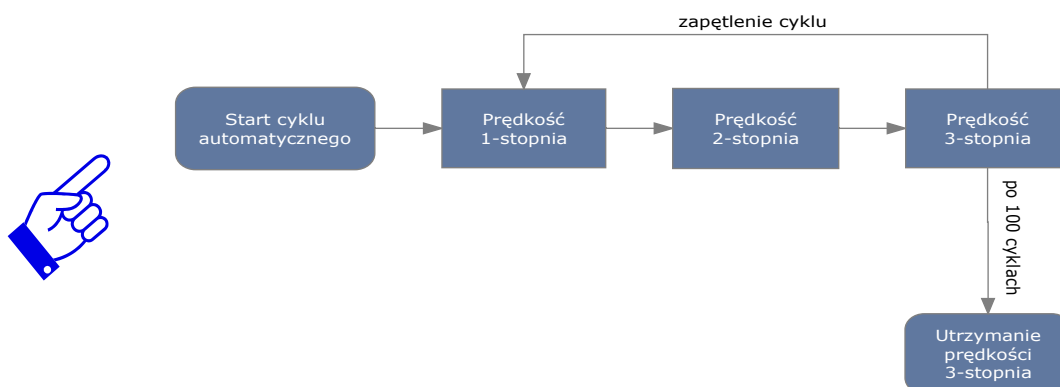 zapętlenie cyklu
Start cyklu
automatycznego
Prędkość
1-stopnia
Prędkość
2-stopnia
Prędkość
3-stopnia
po 100 cyklach
Utrzymanie
prędkości
3-stopnia